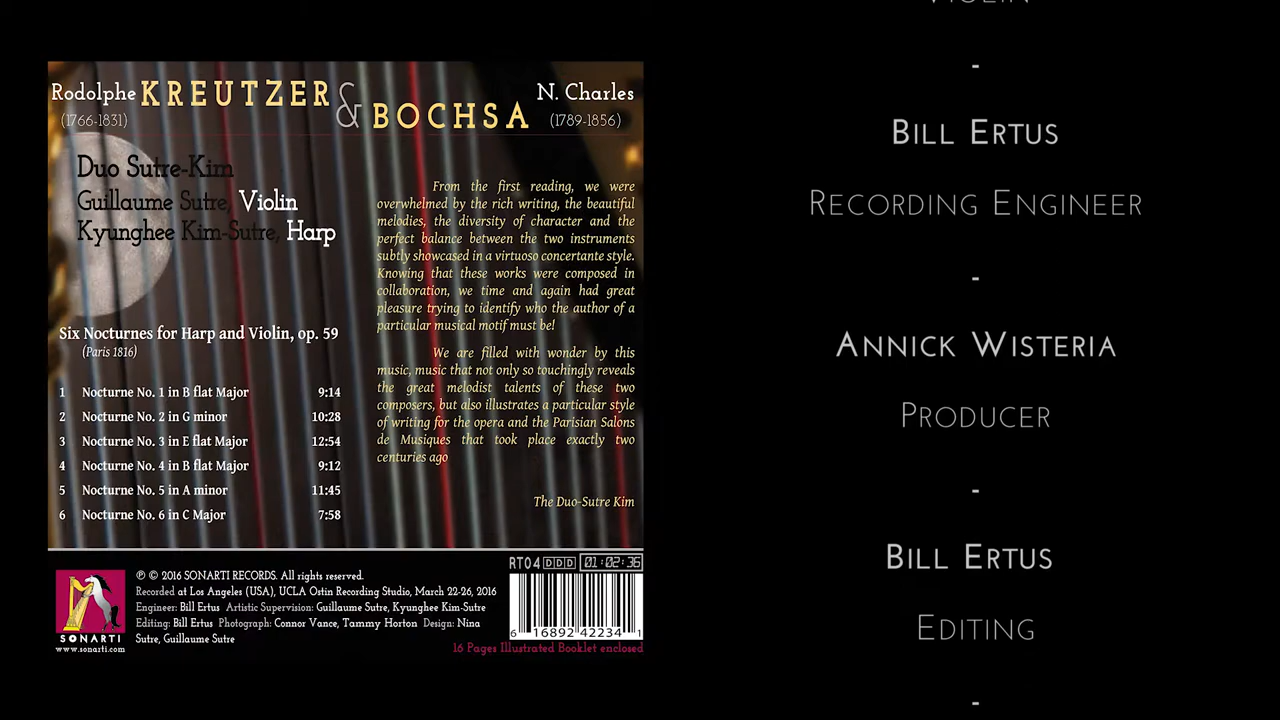 Rodolphe KREUTZER & BOCHSA N. Charles
(1766-1831)
(1789-1856)
Duo Sutre-Kim
Guillaume Sutre, Violin
Kyunghee Kim-Sutre, Harp
Six Nocturnes for Harp and Violin, op. 59
(Paris 1816)
1 Nocturne No. 1 in B flat Major 9:14
2 Nocturne No. 2 in G minor 10:28
3 Nocturne No. 3 in E flat Major 12:54
4 Nocturne No. 4 in B flat Major 9:12
5 Nocturne No. 5 in A minor 11:45
6 Nocturne No. 6 in C Major 7:58
From the first reading, we were
overwhelmed by the rich writing, the beautiful
melodies, the diversity of character and the
perfect balance between the two instruments
subtly showcased in a virtuoso concertante style.
Knowing that these works were composed in
collaboration, we time and again had great
pleasure trying to identify who the author of a
particular musical motif must be!
We are filled with wonder by this
music, music that not only so touchingly reveals
the great melodist talents of these two
composers, but also illustrates a particular style
of writing for the opera and the Parisian Salons
de Musiques that took place exactly two
centuries ago
The Duo-Sutre Kim
SONARTI
www.sonarti.com
℗ © 2016 SONARTI RECORDS. All rights reserved.
Recorded at Los Angeles (USA), UCLA Ostin Recording Studio, March 22-26, 2016
Engineer: Bill Ertus Artistic Supervision: Guillaume Sutre, Kyunghee Kim-Sutre
Editing: Bill Ertus Photograph: Connor Vance, Tammy Horton Design: Nina
Sutre, Guillaume Sutre
RT04 DDD 01:02:36
6 16892 42234 1
16 Pages Illustrated Booklet enclosed
VIOLIN
-
BILL ERTUS
RECORDING ENGINEER
-
ANNICK WISTERIA
PRODUCER
-
BILL ERTUS
EDITING
-